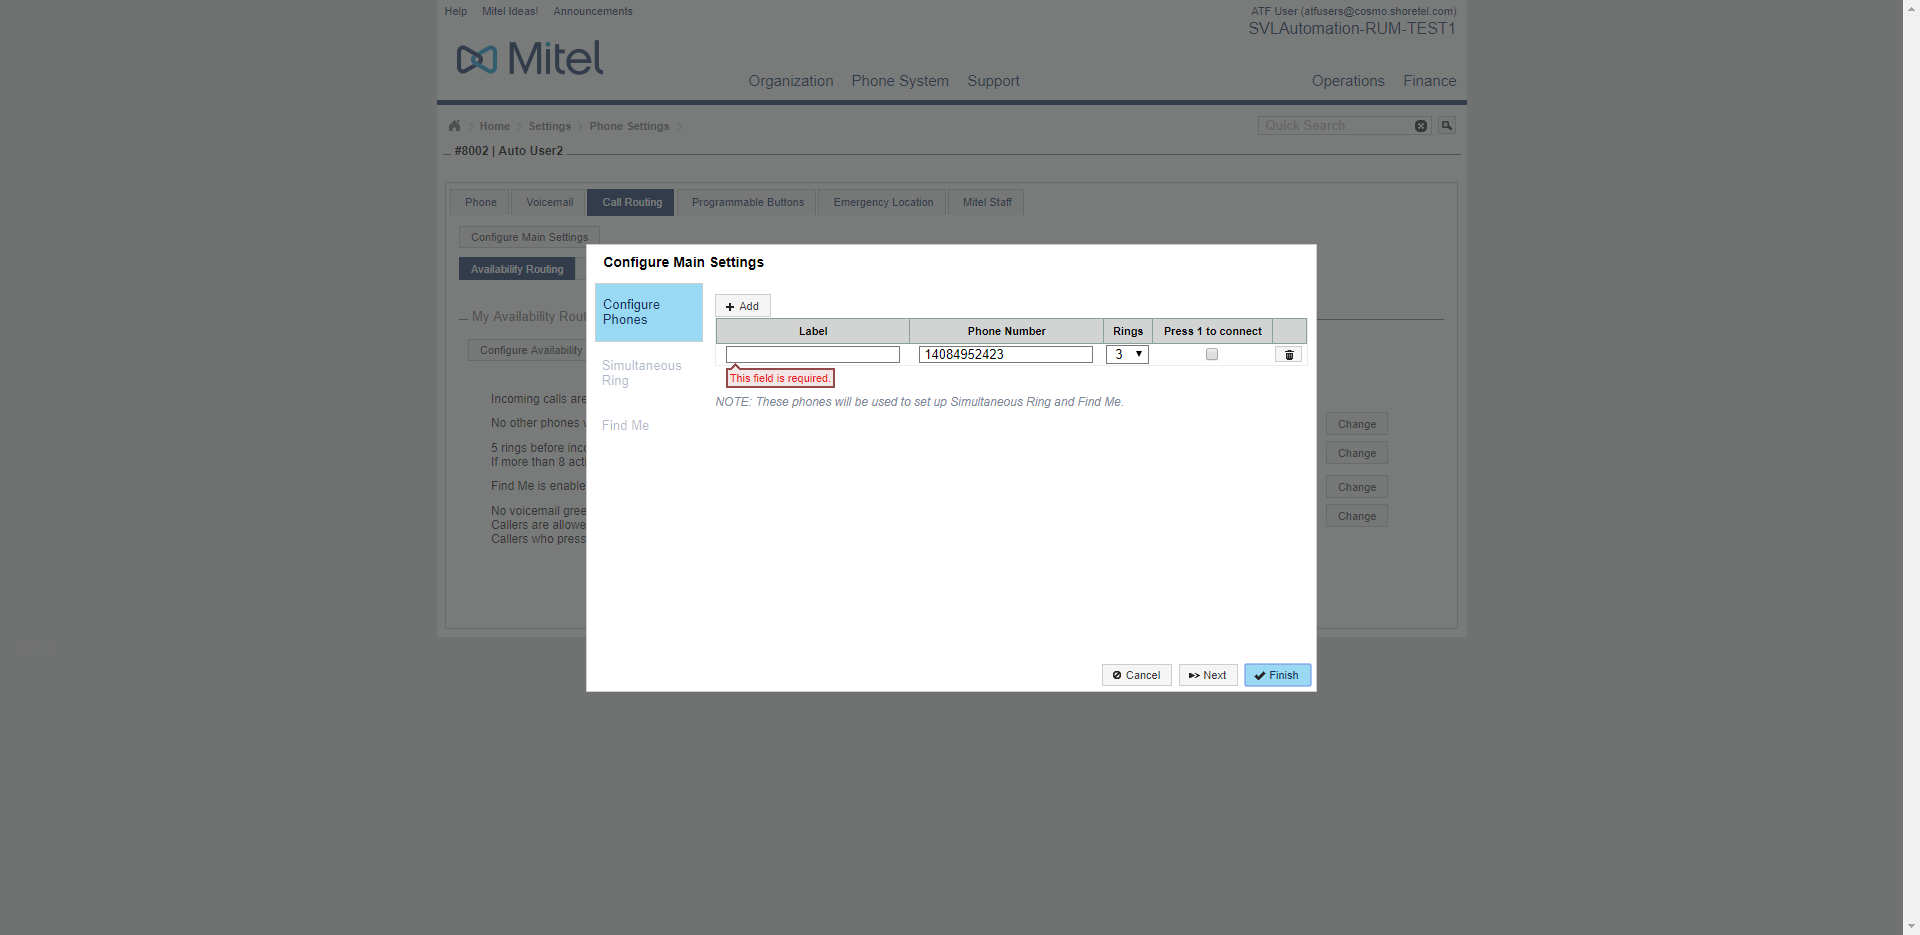 Help Mitel Ideas! Announcements
ATF User (atfusers@cosmo.shoretel.com)
SVLAutomation-RUM-TEST1
Mitel
Organization Phone System Support Operations Finance
Home Settings Phone Settings
Quick Search
#8002 | Auto User2
Phone Voicemail Call Routing Programmable Buttons Emergency Location Mitel Staff
Configure Main Settings
Availability Routing
My Availability Rout
Configure Availability
Incoming calls are
No other phones
5 rings before inc
If more than 8 act
Find Me is enable
No voicemail gree
Callers are allowe
Callers who press
Change
Change
Change
Change
Configure Main Settings
Configure
Phones
Simultaneous
Ring
Find Me
Add
Label Phone Number Rings Press 1 to connect
14084952423 3
This field is required.
NOTE: These phones will be used to set up Simultaneous Ring and Find Me.
Cancel Next Finish